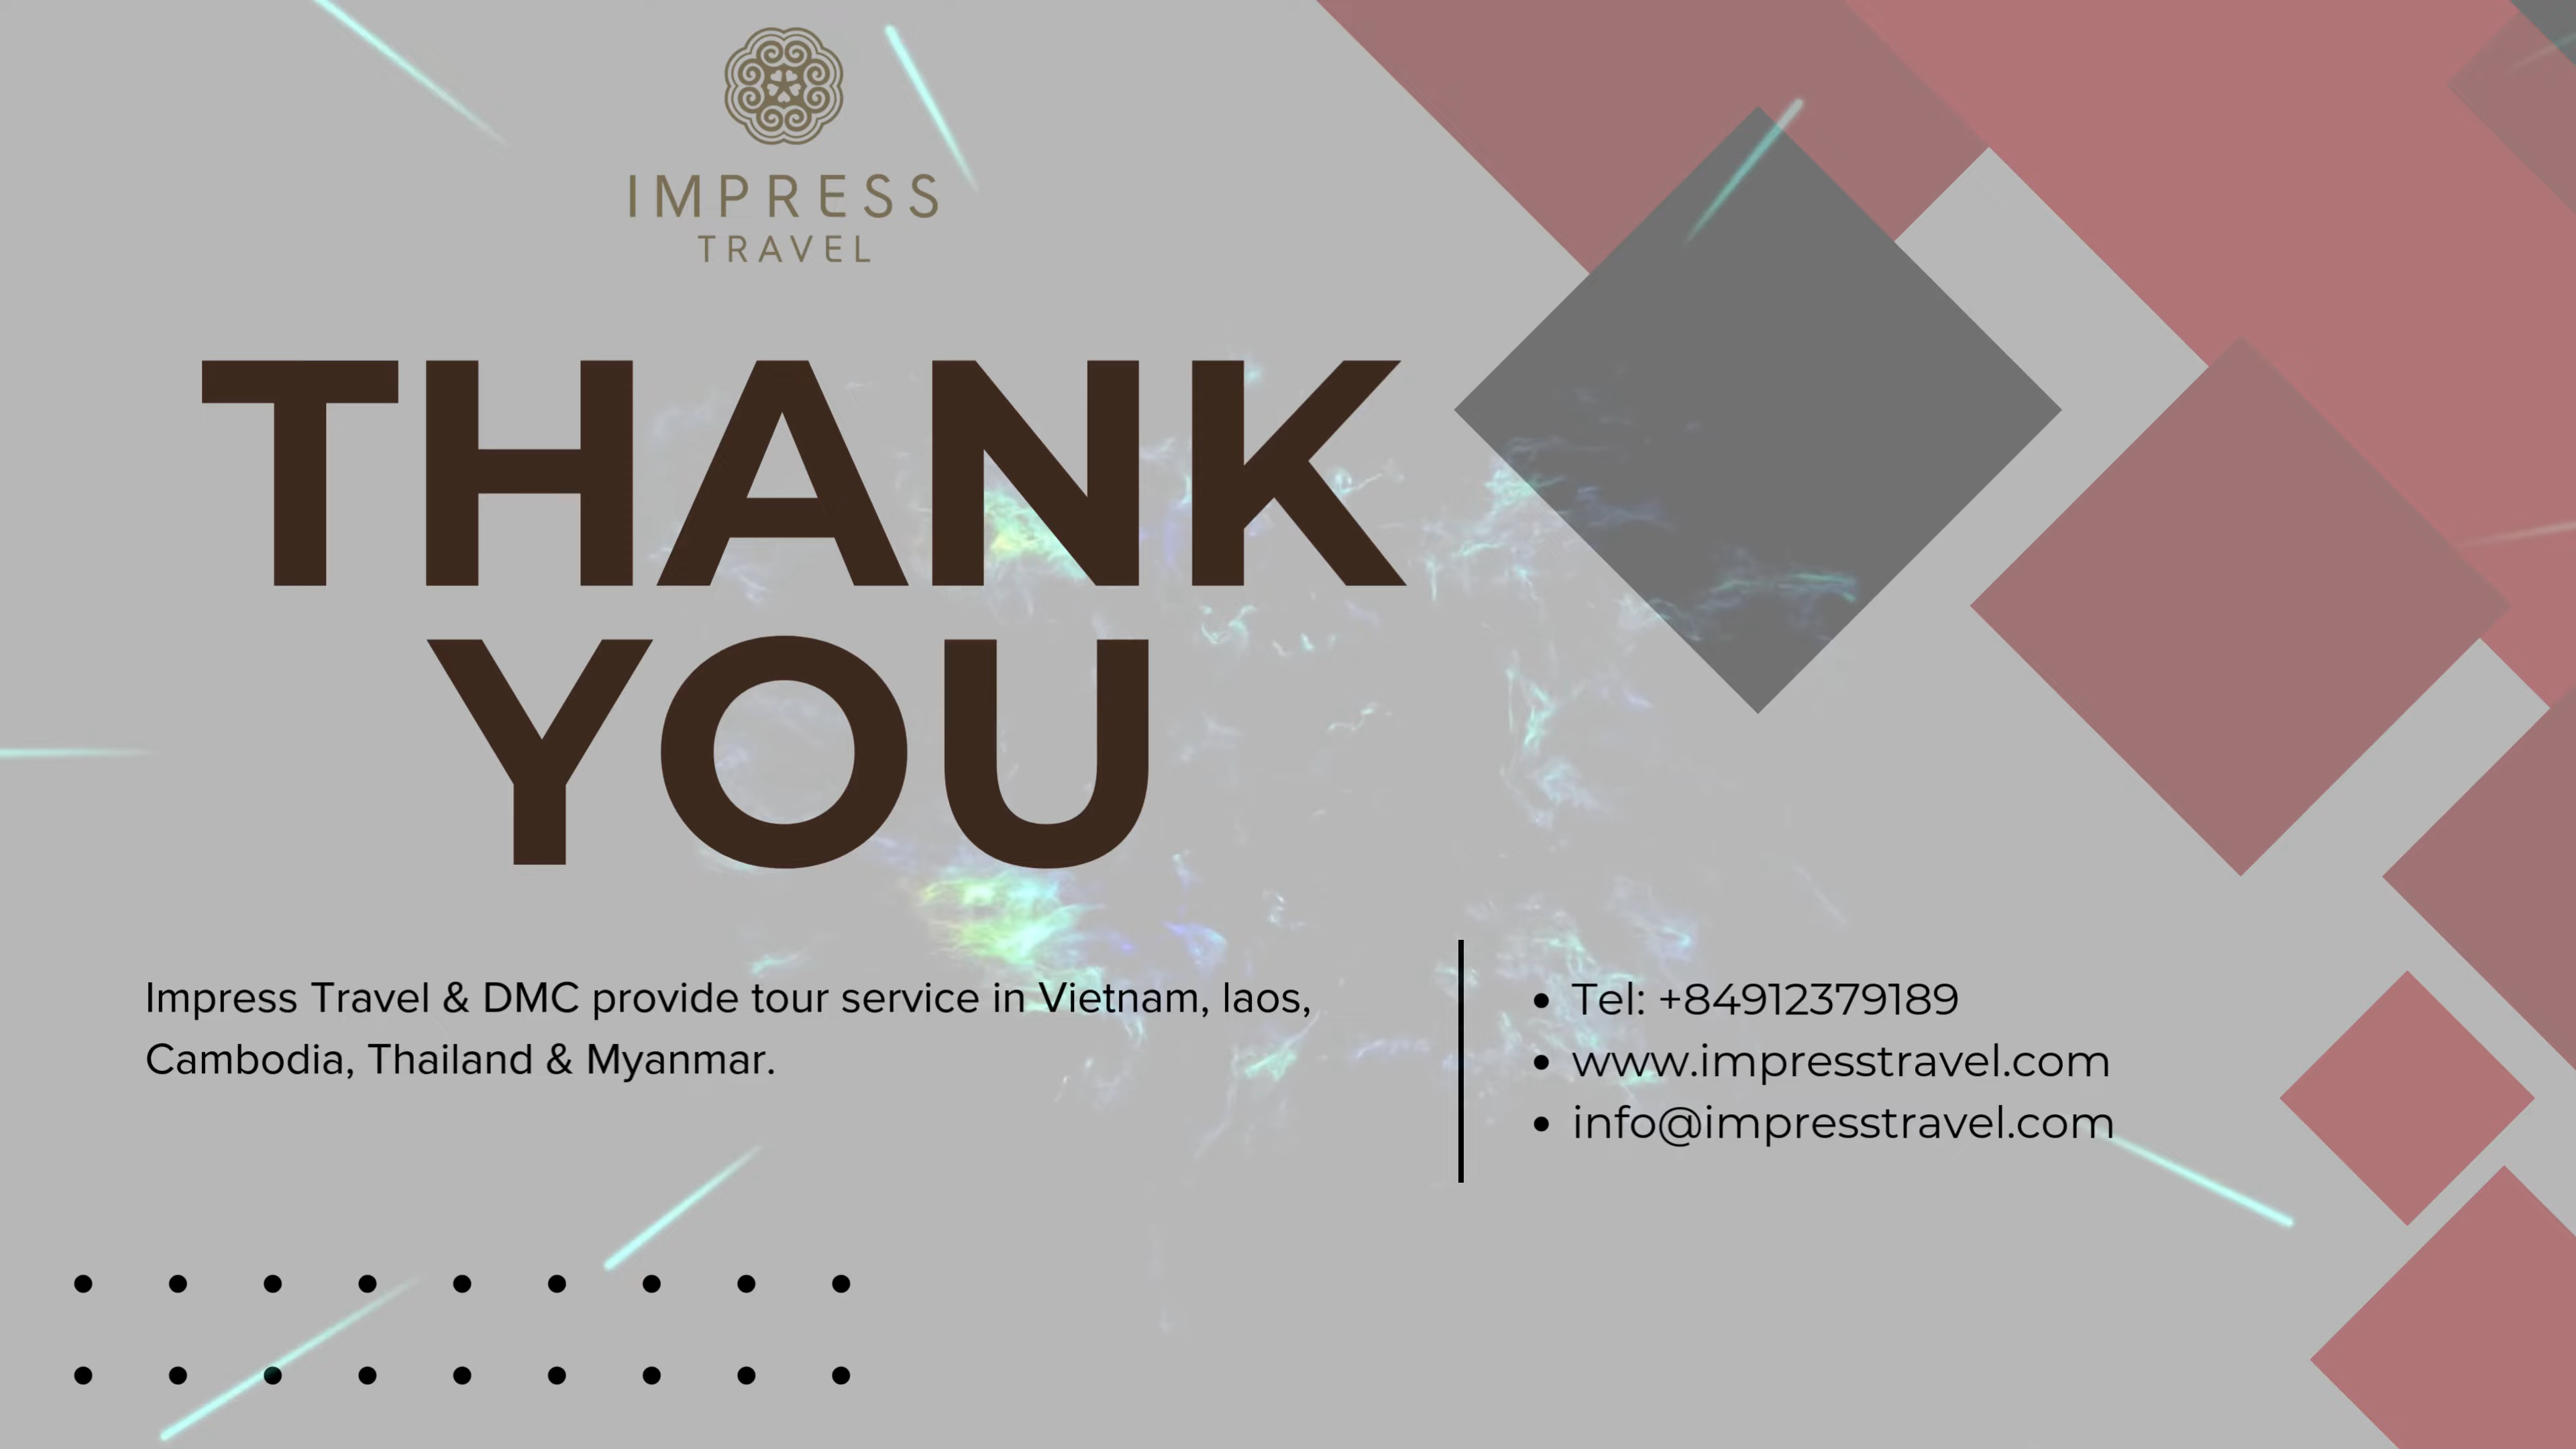 IMPRESS
TRAVEL
THANK
YOU
Impress Travel & DMC provide tour service in Vietnam, laos,
Cambodia, Thailand & Myanmar.
• Tel: +84912379189
• www.impresstravel.com
• info@impresstravel.com